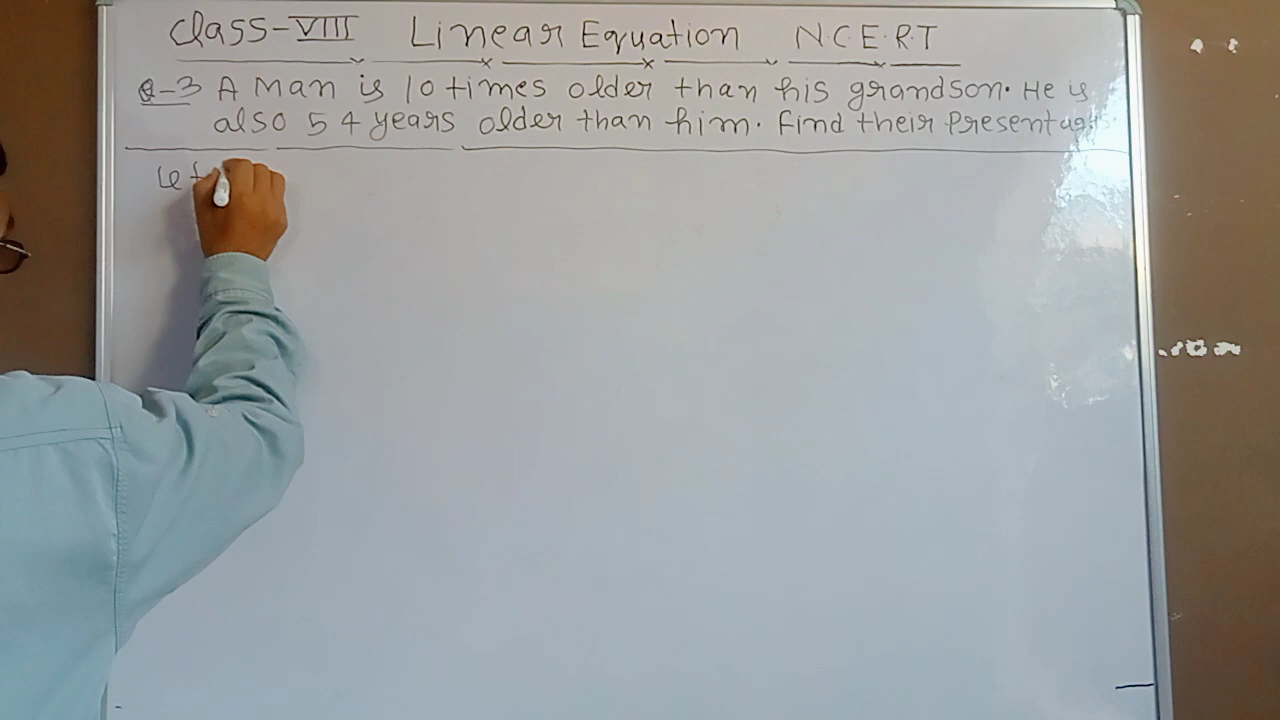 Class-VIII Linear Equation N.C.E.R.T
Q-3 A Man is 10 times older than his grandson. He is
also 54 years older than him. Find their Present ages.
let